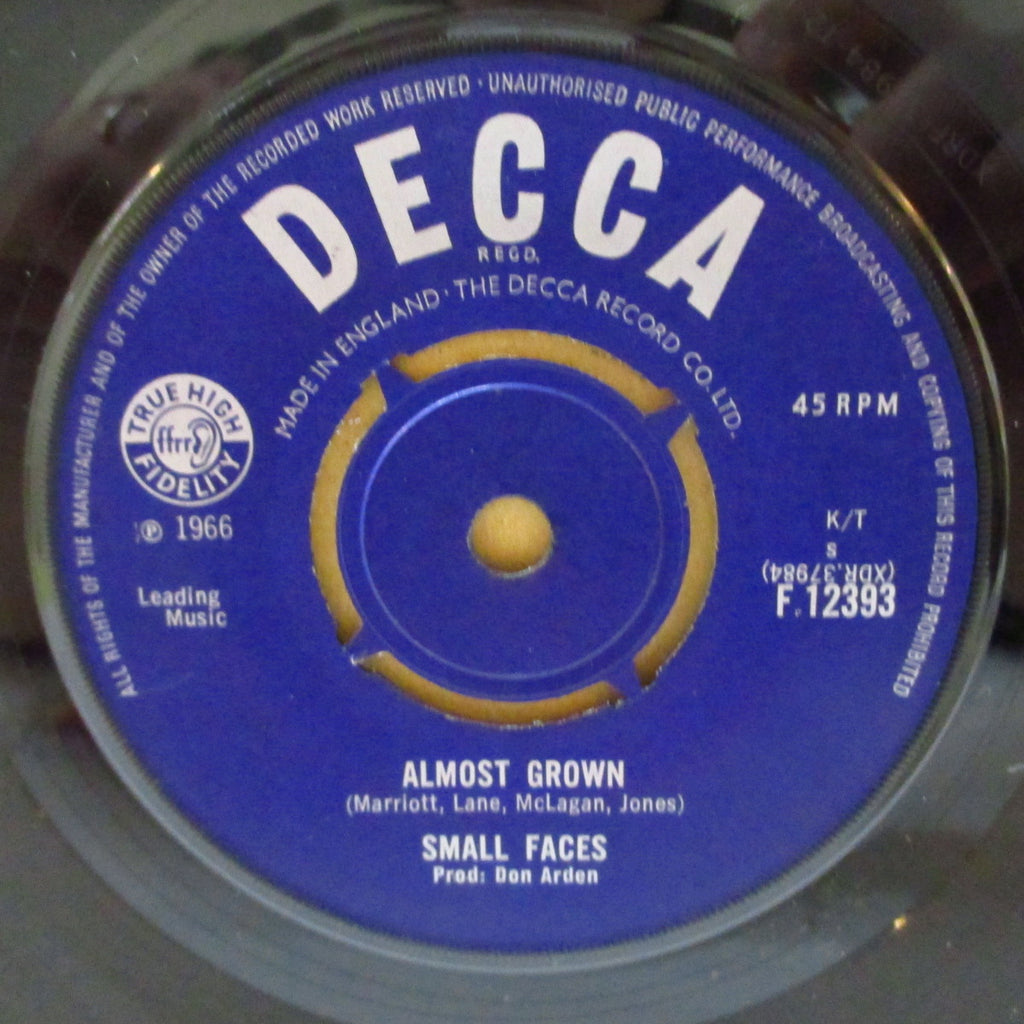 ALL RIGHTS OF THE MANUFACTURER AND OF THE OWNER OF THE RECORDED WORK RESERVED · UNAUTHORISED PUBLIC PERFORMANCE BROADCASTING AND COPYING OF THIS RECORD PROHIBITED
DECCA
REGD.
MADE IN ENGLAND · THE DECCA RECORD CO. LTD.
TRUE HIGH
ffrr
FIDELITY
℗ 1966
Leading
Music
45 RPM
K/T
S
(XDR.37984)
F.12393
ALMOST GROWN
(Marriott, Lane, McLagan, Jones)
SMALL FACES
Prod: Don Arden